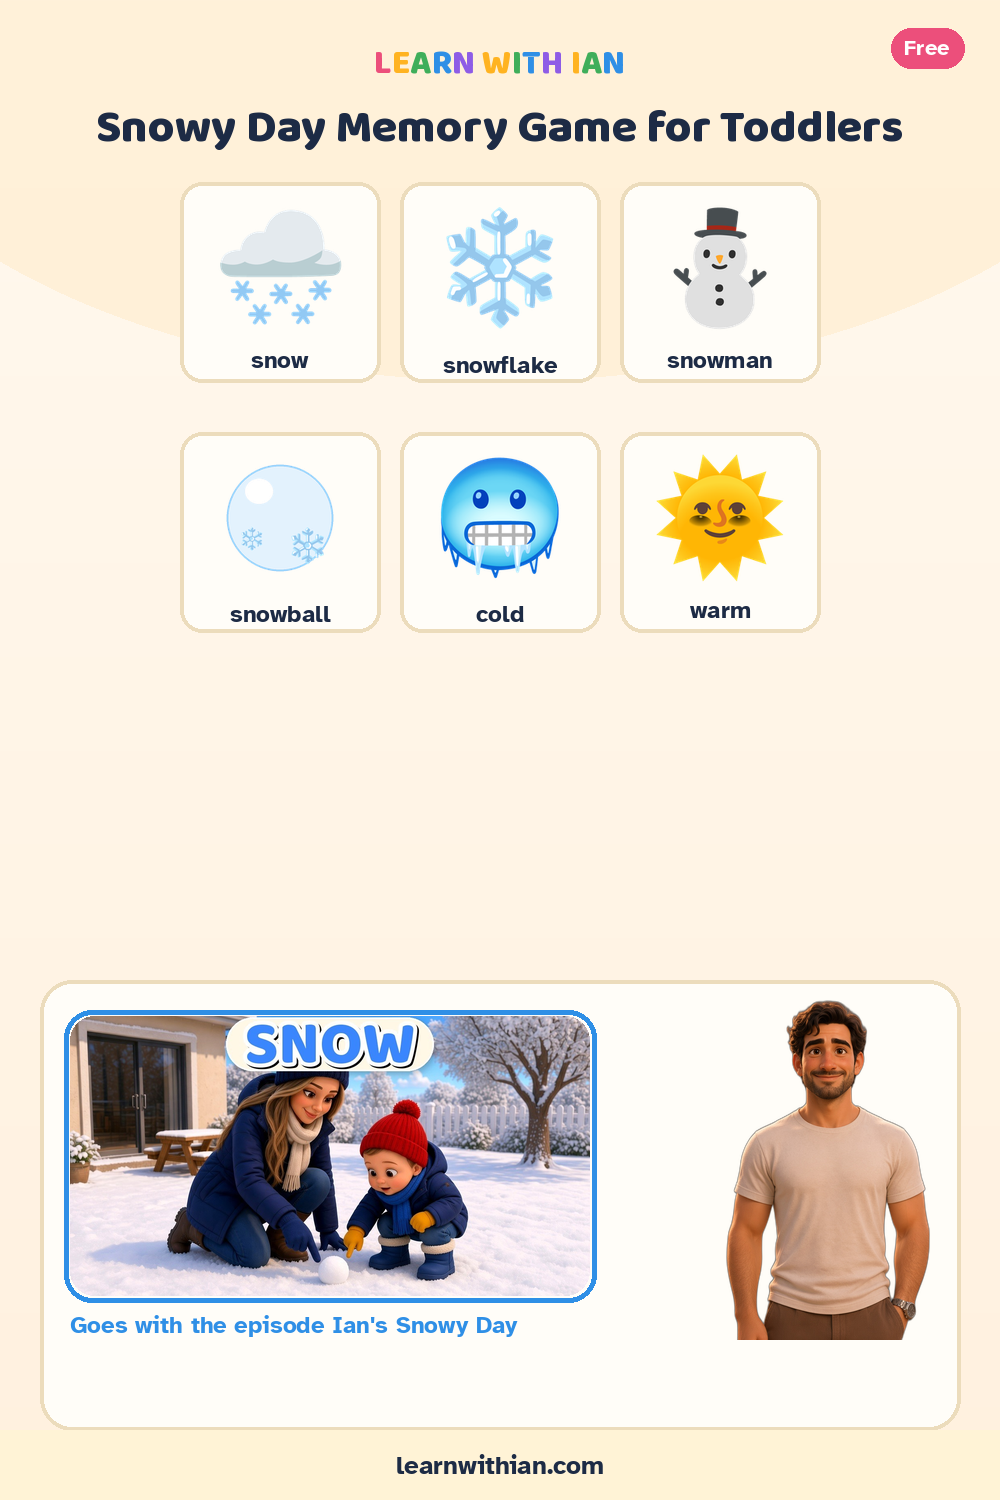 LEARN WITH IAN
Free
Snowy Day Memory Game for Toddlers
snow
snowflake
snowman
snowball
cold
warm
SNOW
Goes with the episode Ian's Snowy Day
learnwithian.com